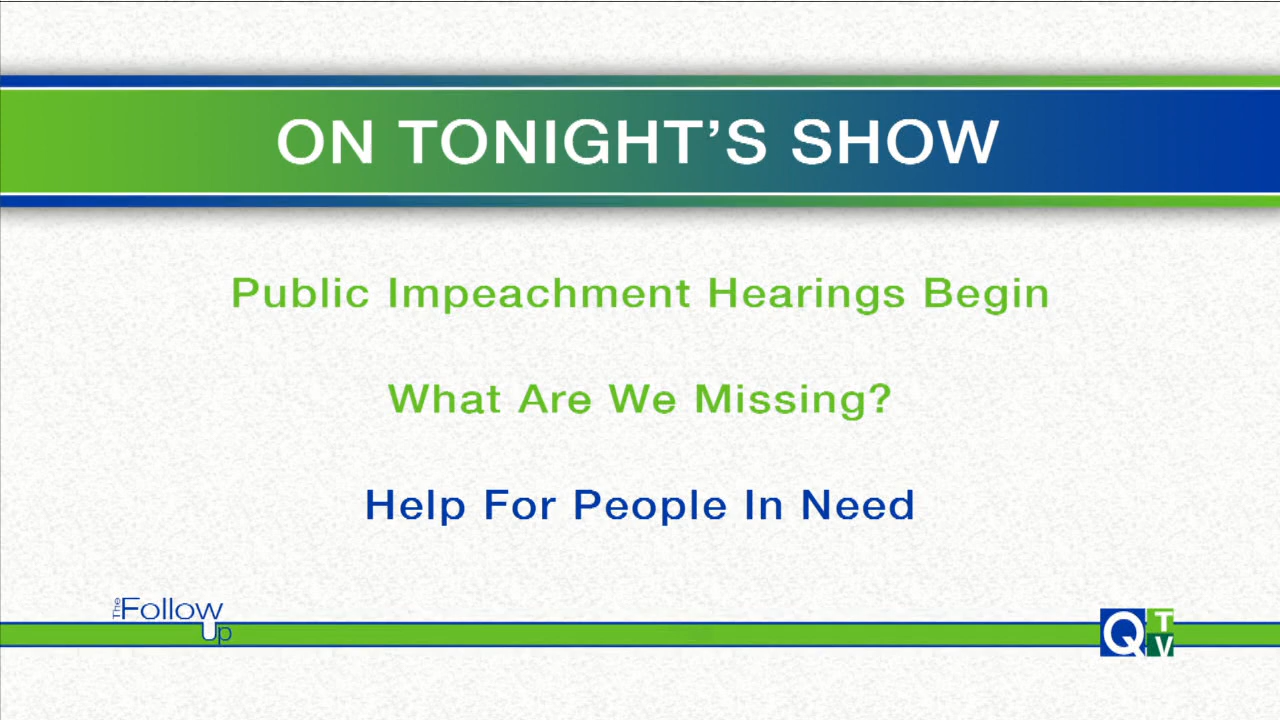 ON TONIGHT’S SHOW
Public Impeachment Hearings Begin
What Are We Missing?
Help For People In Need
The Follow
Up
Q TV